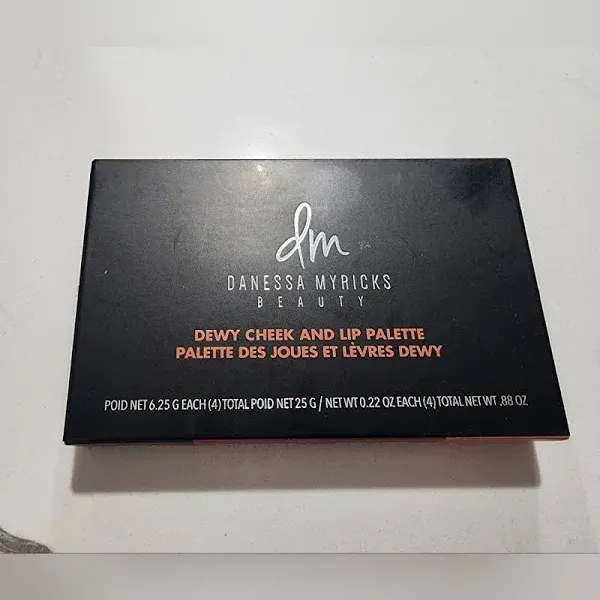 dm
DANESSA MYRICKS
BEAUTY
DEWY CHEEK AND LIP PALETTE
PALETTE DES JOUES ET LÈVRES DEWY
POID NET 6.25 G EACH (4) TOTAL POID NET 25 G / NET WT 0.22 OZ EACH (4) TOTAL NET WT .88 OZ